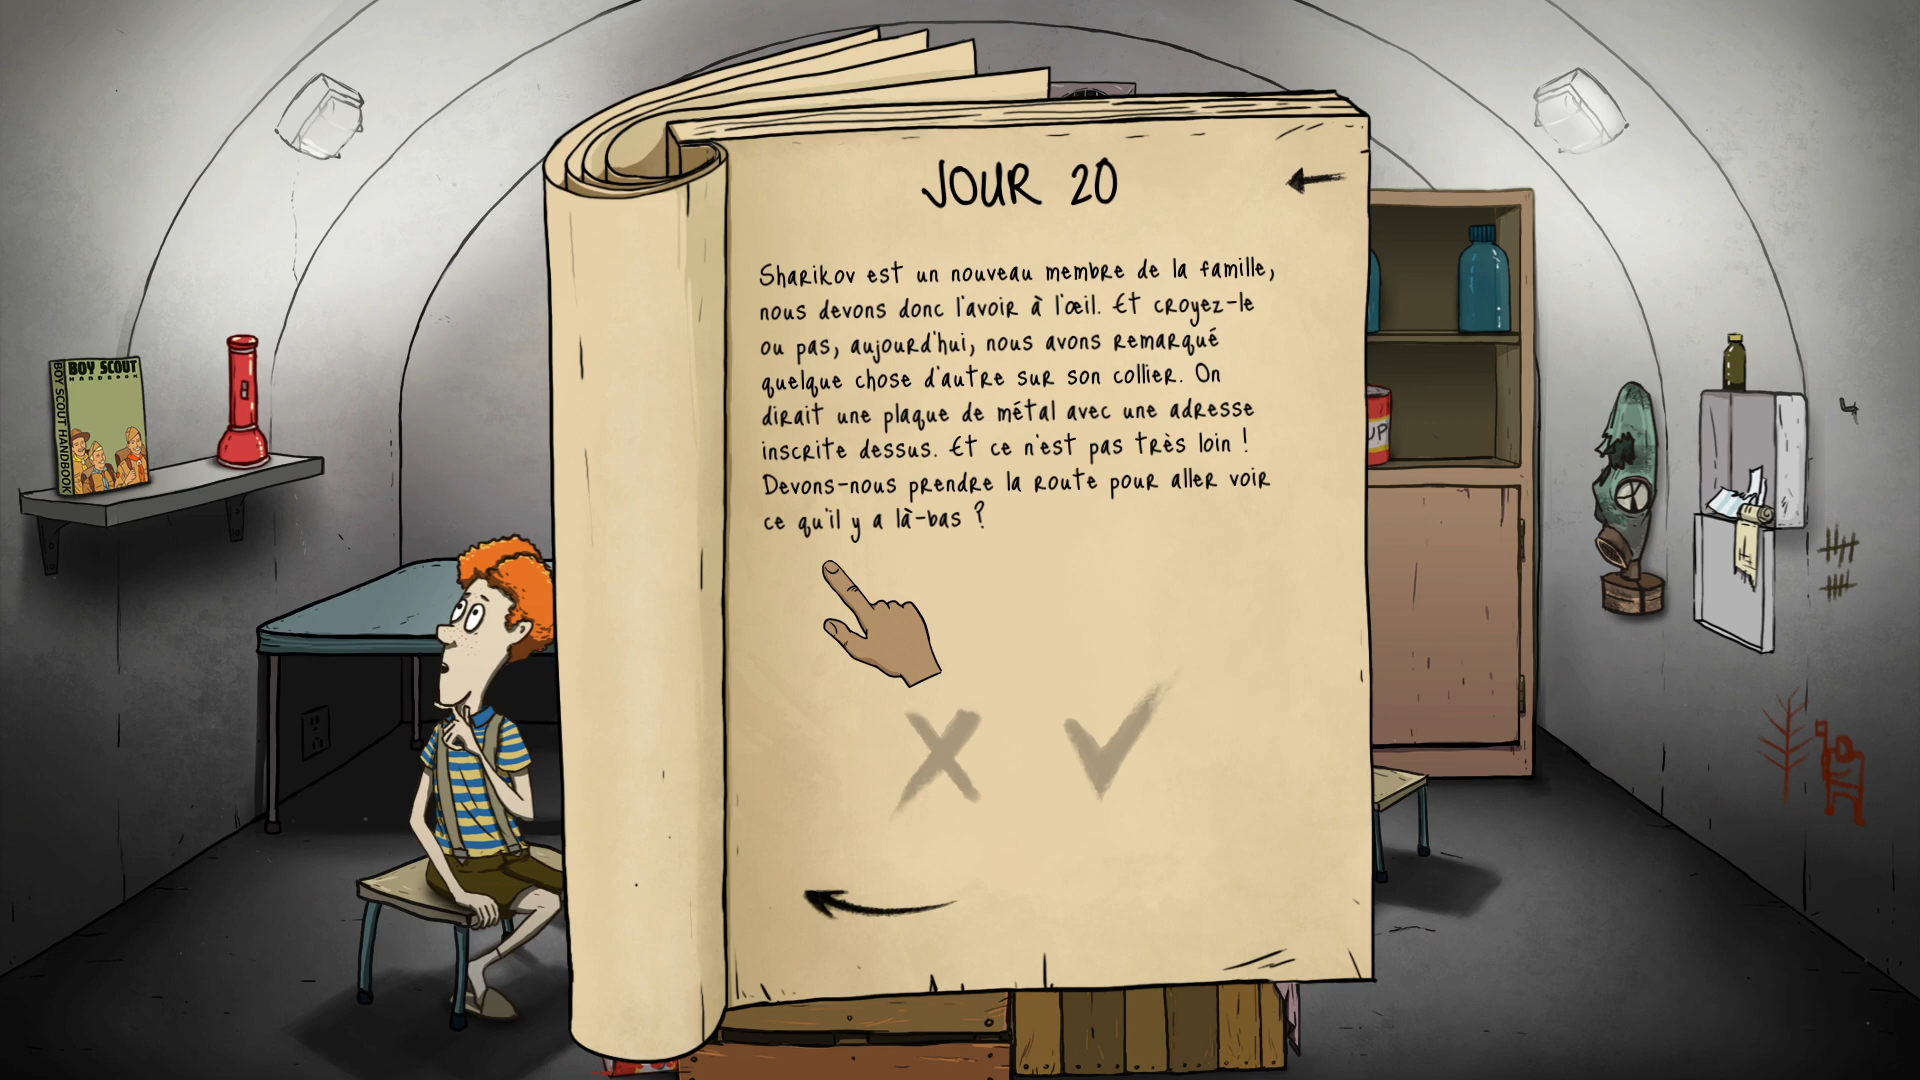 JOUR 20
Sharikov est un nouveau membre de la famille,
nous devons donc l'avoir à l'œil. Et croyez-le
ou pas, aujourd'hui, nous avons remarqué
quelque chose d'autre sur son collier. On
dirait une plaque de métal avec une adresse
inscrite dessus. Et ce n'est pas très loin !
Devons-nous prendre la route pour aller voir
ce qu'il y a là-bas ?
BOY SCOUT
HANDBOOK
BOY SCOUT HANDBOOK
UP